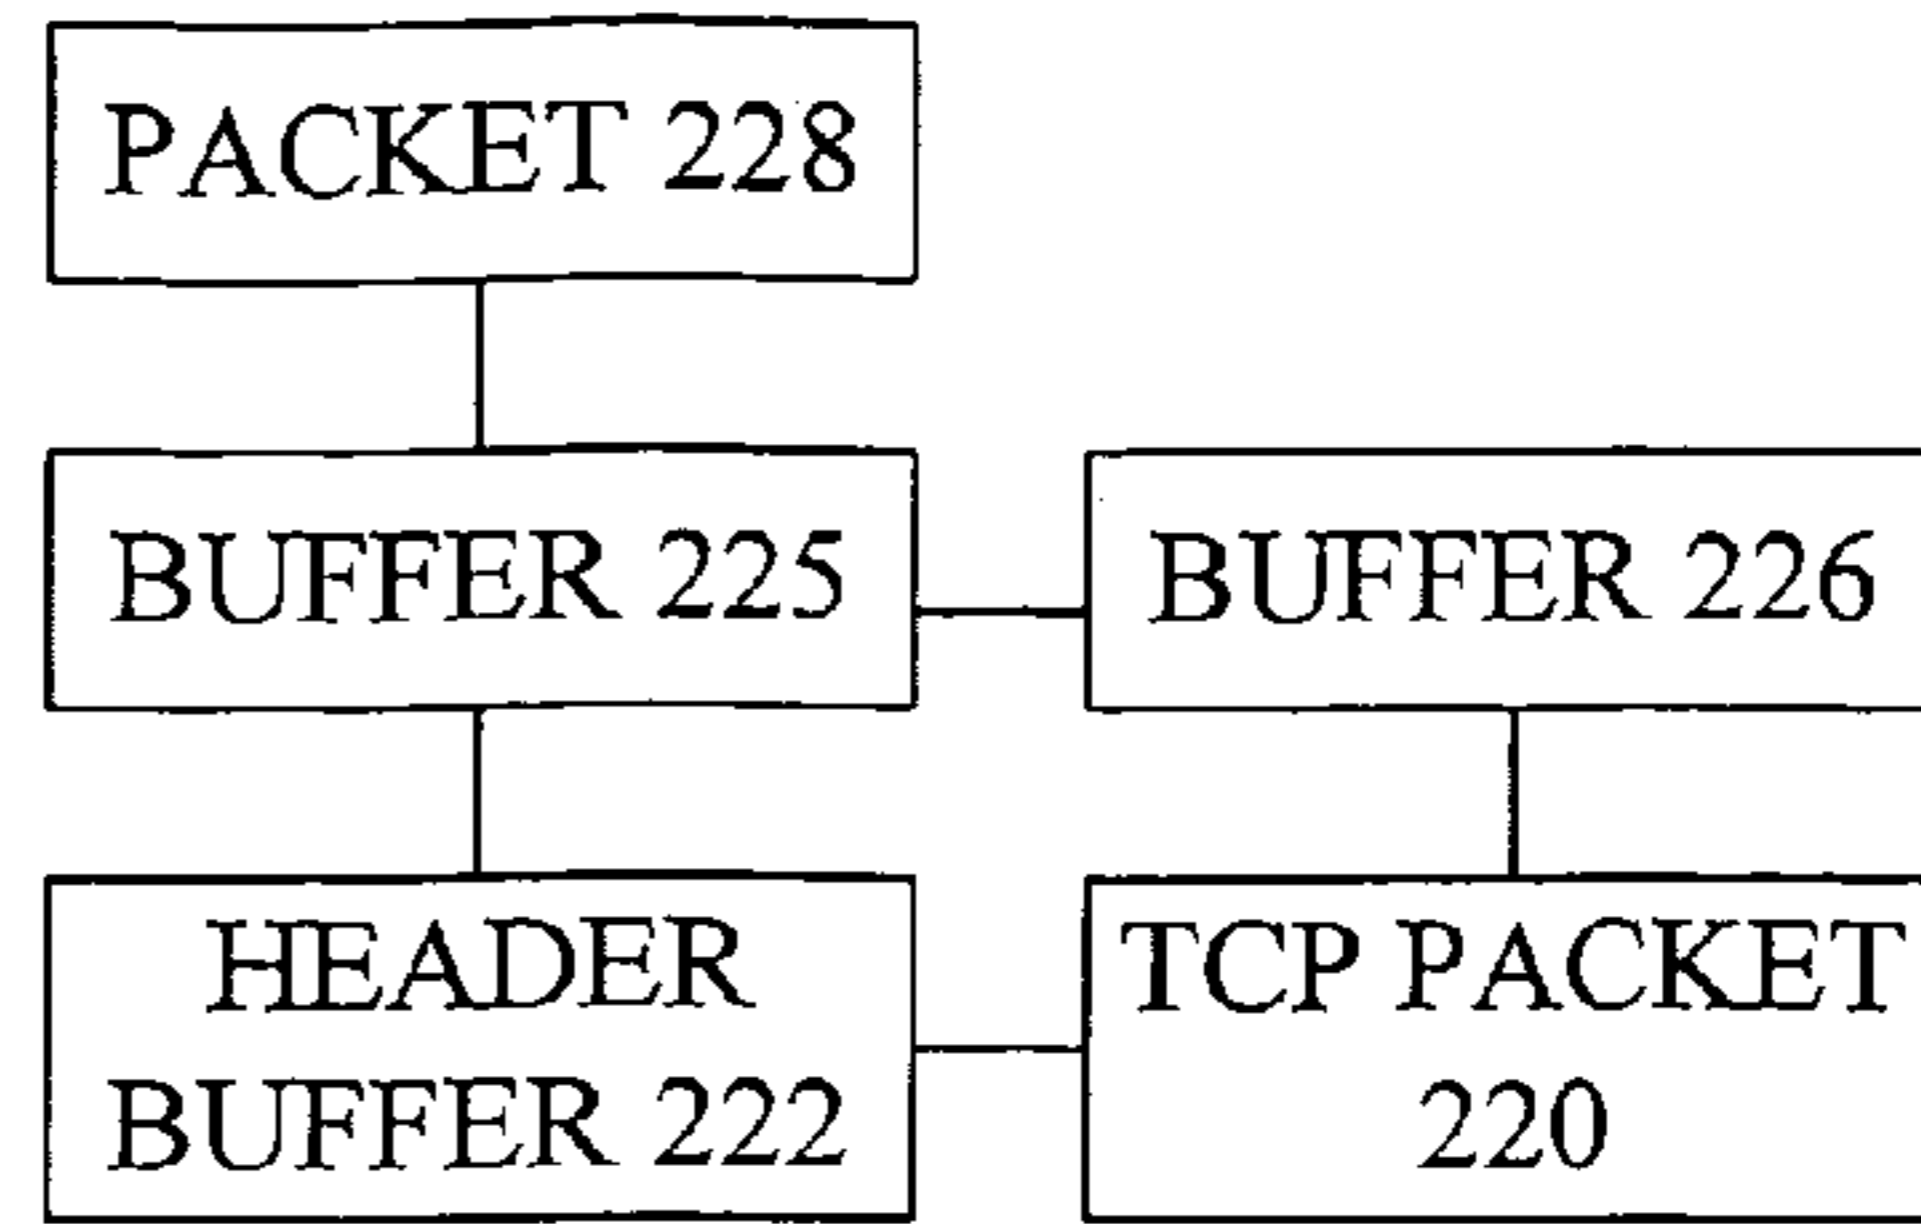 PACKET 228
BUFFER 225
BUFFER 226
HEADER
BUFFER 222
TCP PACKET
220